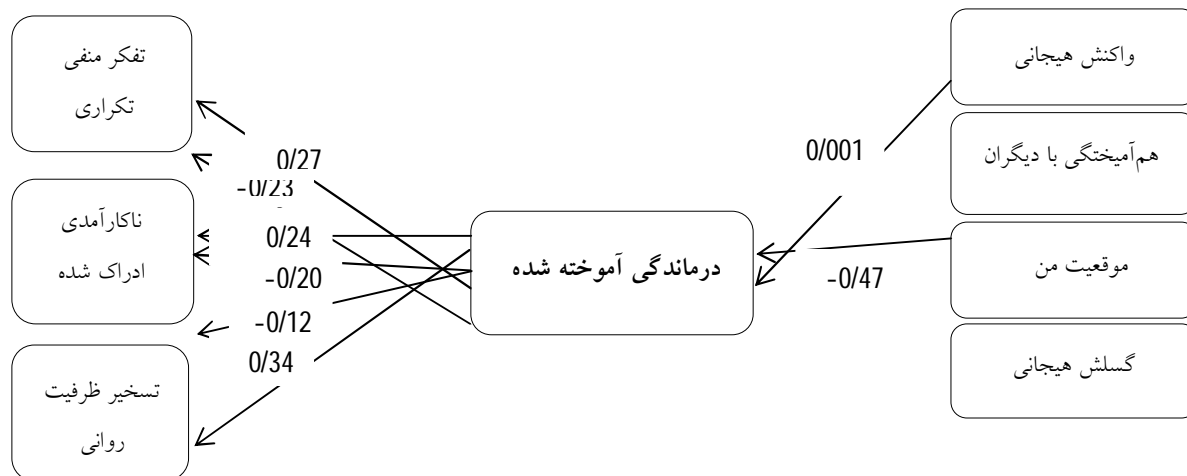 واکنش هیجانی
هم‌آمیختگی با دیگران
موقعیت من
گسلش هیجانی
0/001
-0/47
درماندگی آموخته شده
0/27
-0/23
0/24
-0/20
-0/12
0/34
تفکر منفی
تکراری
ناکارآمدی
ادراک شده
تسخیر ظرفیت
روانی